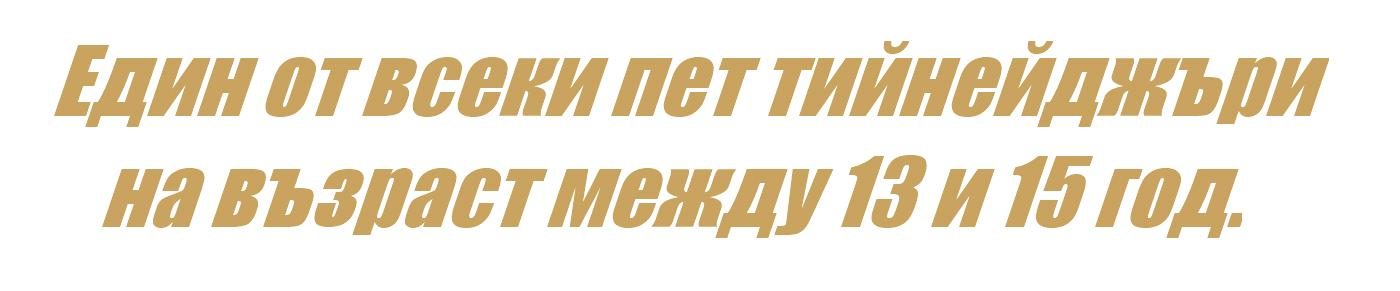 Един от всеки пет тийнейджъри
на възраст между 13 и 15 год.